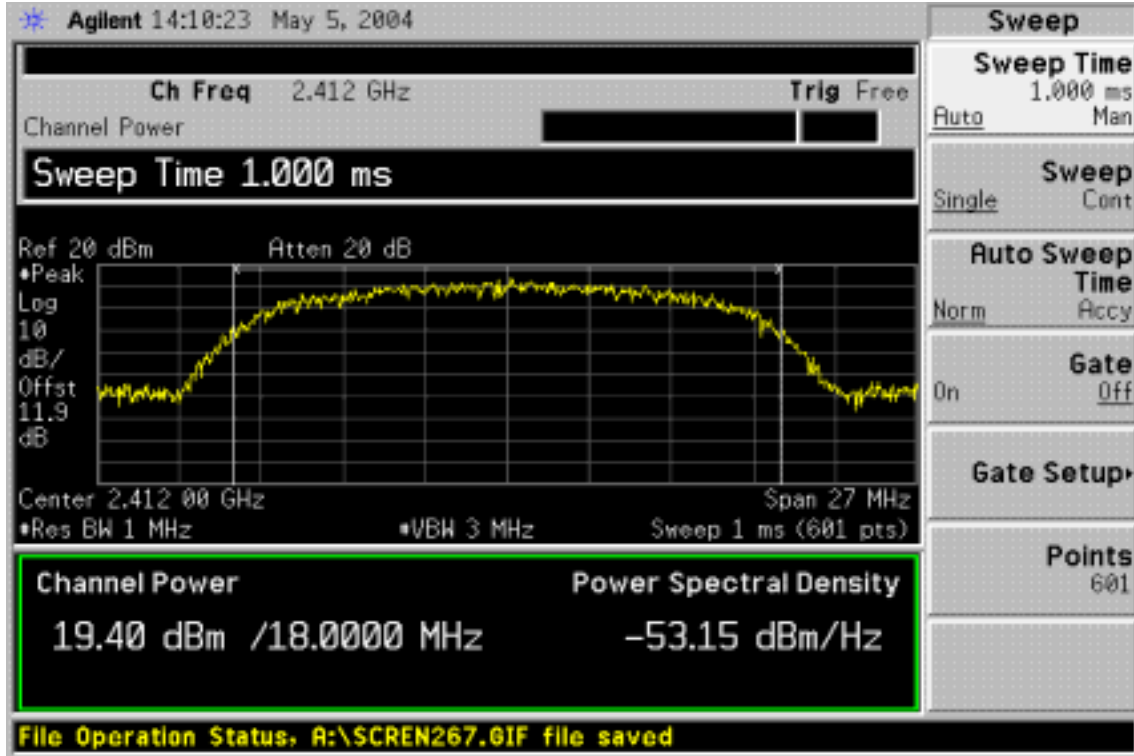 Agilent 14:10:23 May 5, 2004
Ch Freq 2.412 GHz Trig Free
Channel Power
Sweep Time 1.000 ms
Ref 20 dBm Atten 20 dB
•Peak
Log
10
dB/
Offst
11.9
dB
Center 2.412 00 GHz Span 27 MHz
•Res BW 1 MHz •VBW 3 MHz Sweep 1 ms (601 pts)
Channel Power Power Spectral Density
19.40 dBm /18.0000 MHz -53.15 dBm/Hz
File Operation Status, A:\SCREN267.GIF file saved
Sweep
Sweep Time
1.000 ms
Auto Man
Sweep
Single Cont
Auto Sweep
Time
Norm Accy
Gate
On Off
Gate Setup▸
Points
601